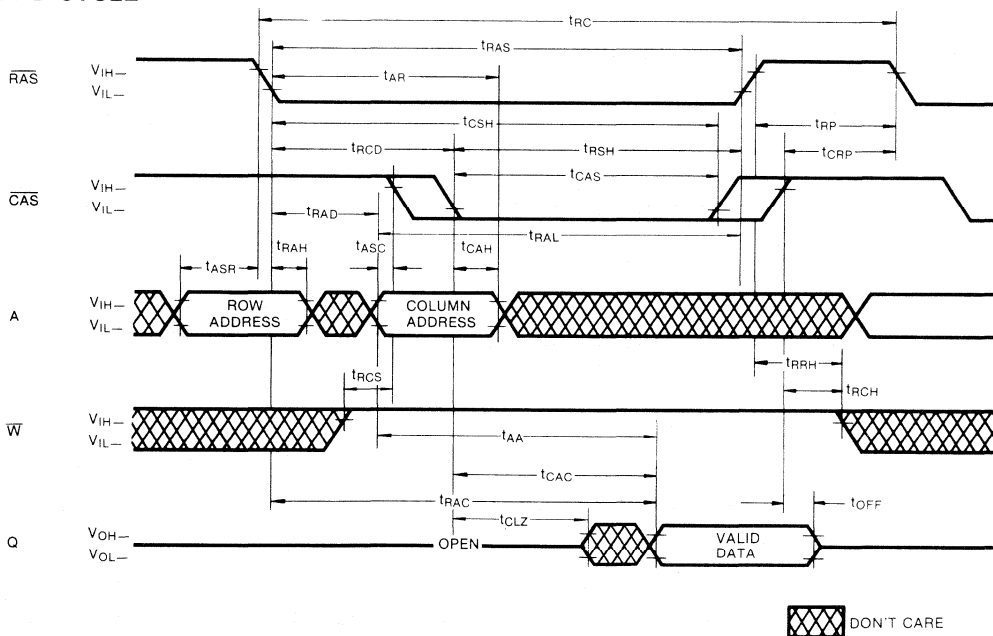 tRC
tRAS
RAS
VIH—
VIL—
tAR
tCSH
tRP
tRCD
tRSH
tCRP
CAS
VIH—
VIL—
tCAS
tRAD
tRAL
tRAH
tASC
tCAH
tASR
A
VIH—
VIL—
ROW
ADDRESS
COLUMN
ADDRESS
tRRH
tRCS
tRCH
W
VIH—
VIL—
tAA
tCAC
tRAC
tOFF
tCLZ
Q
VOH—
VOL—
OPEN
VALID
DATA
DON'T CARE